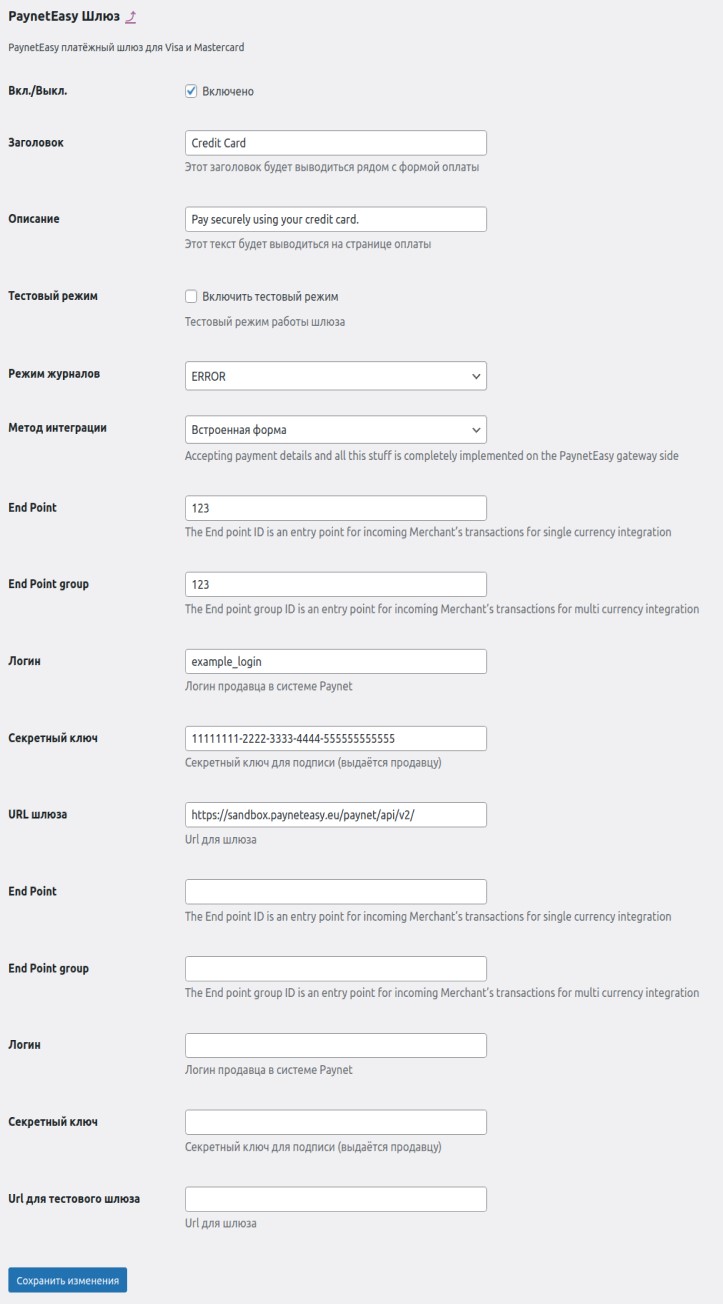 PaynetEasy Шлюз
PaynetEasy платёжный шлюз для Visa и Mastercard
Вкл./Выкл.
Включено
Заголовок
Credit Card
Этот заголовок будет выводиться рядом с формой оплаты
Описание
Pay securely using your credit card.
Этот текст будет выводиться на странице оплаты
Тестовый режим
Включить тестовый режим
Тестовый режим работы шлюза
Режим журналов
ERROR
Метод интеграции
Встроенная форма
Accepting payment details and all this stuff is completely implemented on the PaynetEasy gateway side
End Point
123
The End point ID is an entry point for incoming Merchant's transactions for single currency integration
End Point group
123
The End point group ID is an entry point for incoming Merchant's transactions for multi currency integration
Логин
example_login
Логин продавца в системе Paynet
Секретный ключ
11111111-2222-3333-4444-555555555555
Секретный ключ для подписи (выдаётся продавцу)
URL шлюза
https://sandbox.payneteasy.eu/paynet/api/v2/
Url для шлюза
End Point
The End point ID is an entry point for incoming Merchant's transactions for single currency integration
End Point group
The End point group ID is an entry point for incoming Merchant's transactions for multi currency integration
Логин
Логин продавца в системе Paynet
Секретный ключ
Секретный ключ для подписи (выдаётся продавцу)
Url для тестового шлюза
Url для шлюза
Сохранить изменения